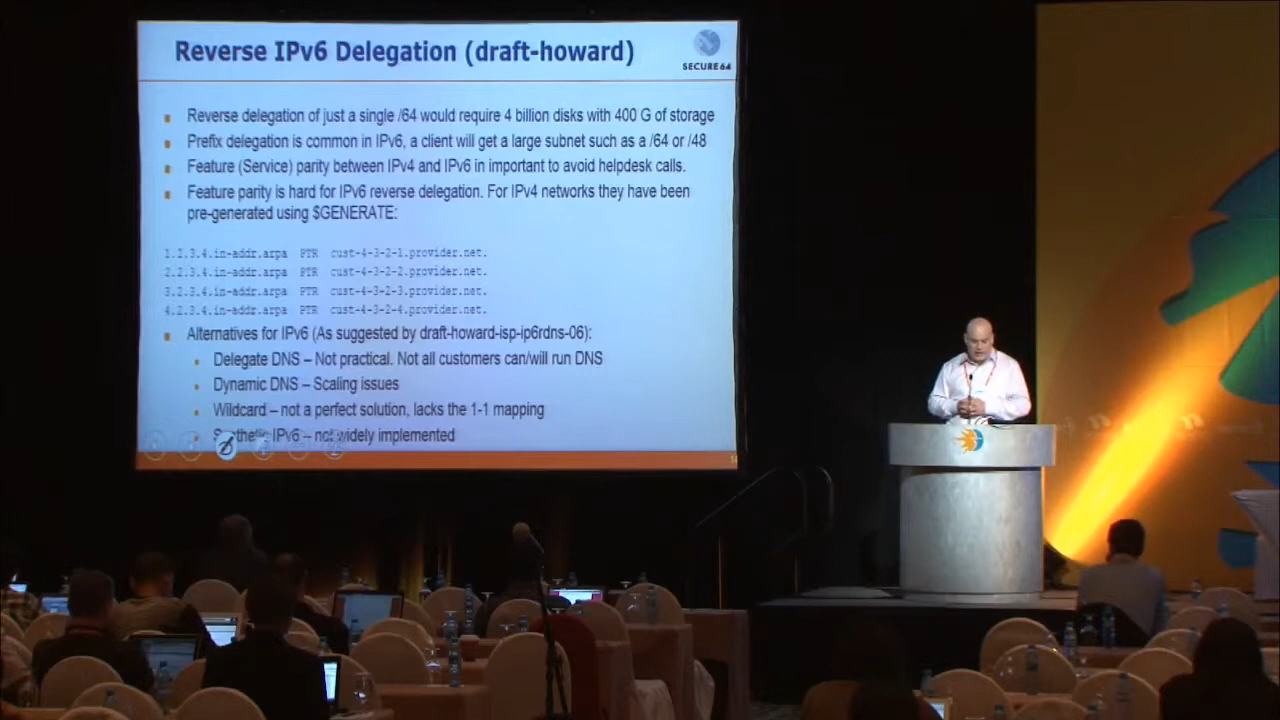 Reverse IPv6 Delegation (draft-howard)
SECURE64
Reverse delegation of just a single /64 would require 4 billion disks with 400 G of storage
Prefix delegation is common in IPv6, a client will get a large subnet such as a /64 or /48
Feature (Service) parity between IPv4 and IPv6 in important to avoid helpdesk calls.
Feature parity is hard for IPv6 reverse delegation. For IPv4 networks they have been
pre-generated using $GENERATE:
1.2.3.4.in-addr.arpa PTR cust-4-3-2-1.provider.net.
2.2.3.4.in-addr.arpa PTR cust-4-3-2-2.provider.net.
3.2.3.4.in-addr.arpa PTR cust-4-3-2-3.provider.net.
4.2.3.4.in-addr.arpa PTR cust-4-3-2-4.provider.net.
Alternatives for IPv6 (As suggested by draft-howard-isp-ip6rdns-06):
Delegate DNS – Not practical. Not all customers can/will run DNS
Dynamic DNS – Scaling issues
Wildcard – not a perfect solution, lacks the 1-1 mapping
Synthetic IPv6 – not widely implemented